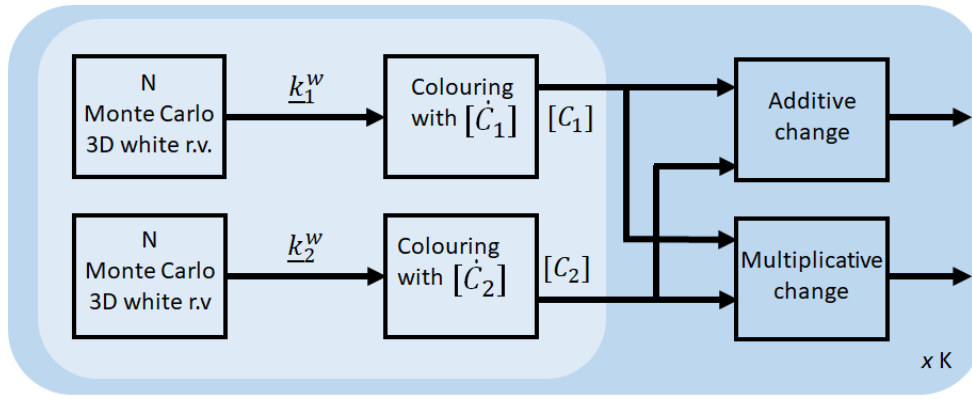 N
Monte Carlo
3D white r.v.
k₁ʷ
Colouring
with [Ċ₁]
[C₁]
Additive
change
N
Monte Carlo
3D white r.v
k₂ʷ
Colouring
with [Ċ₂]
[C₂]
Multiplicative
change
x K